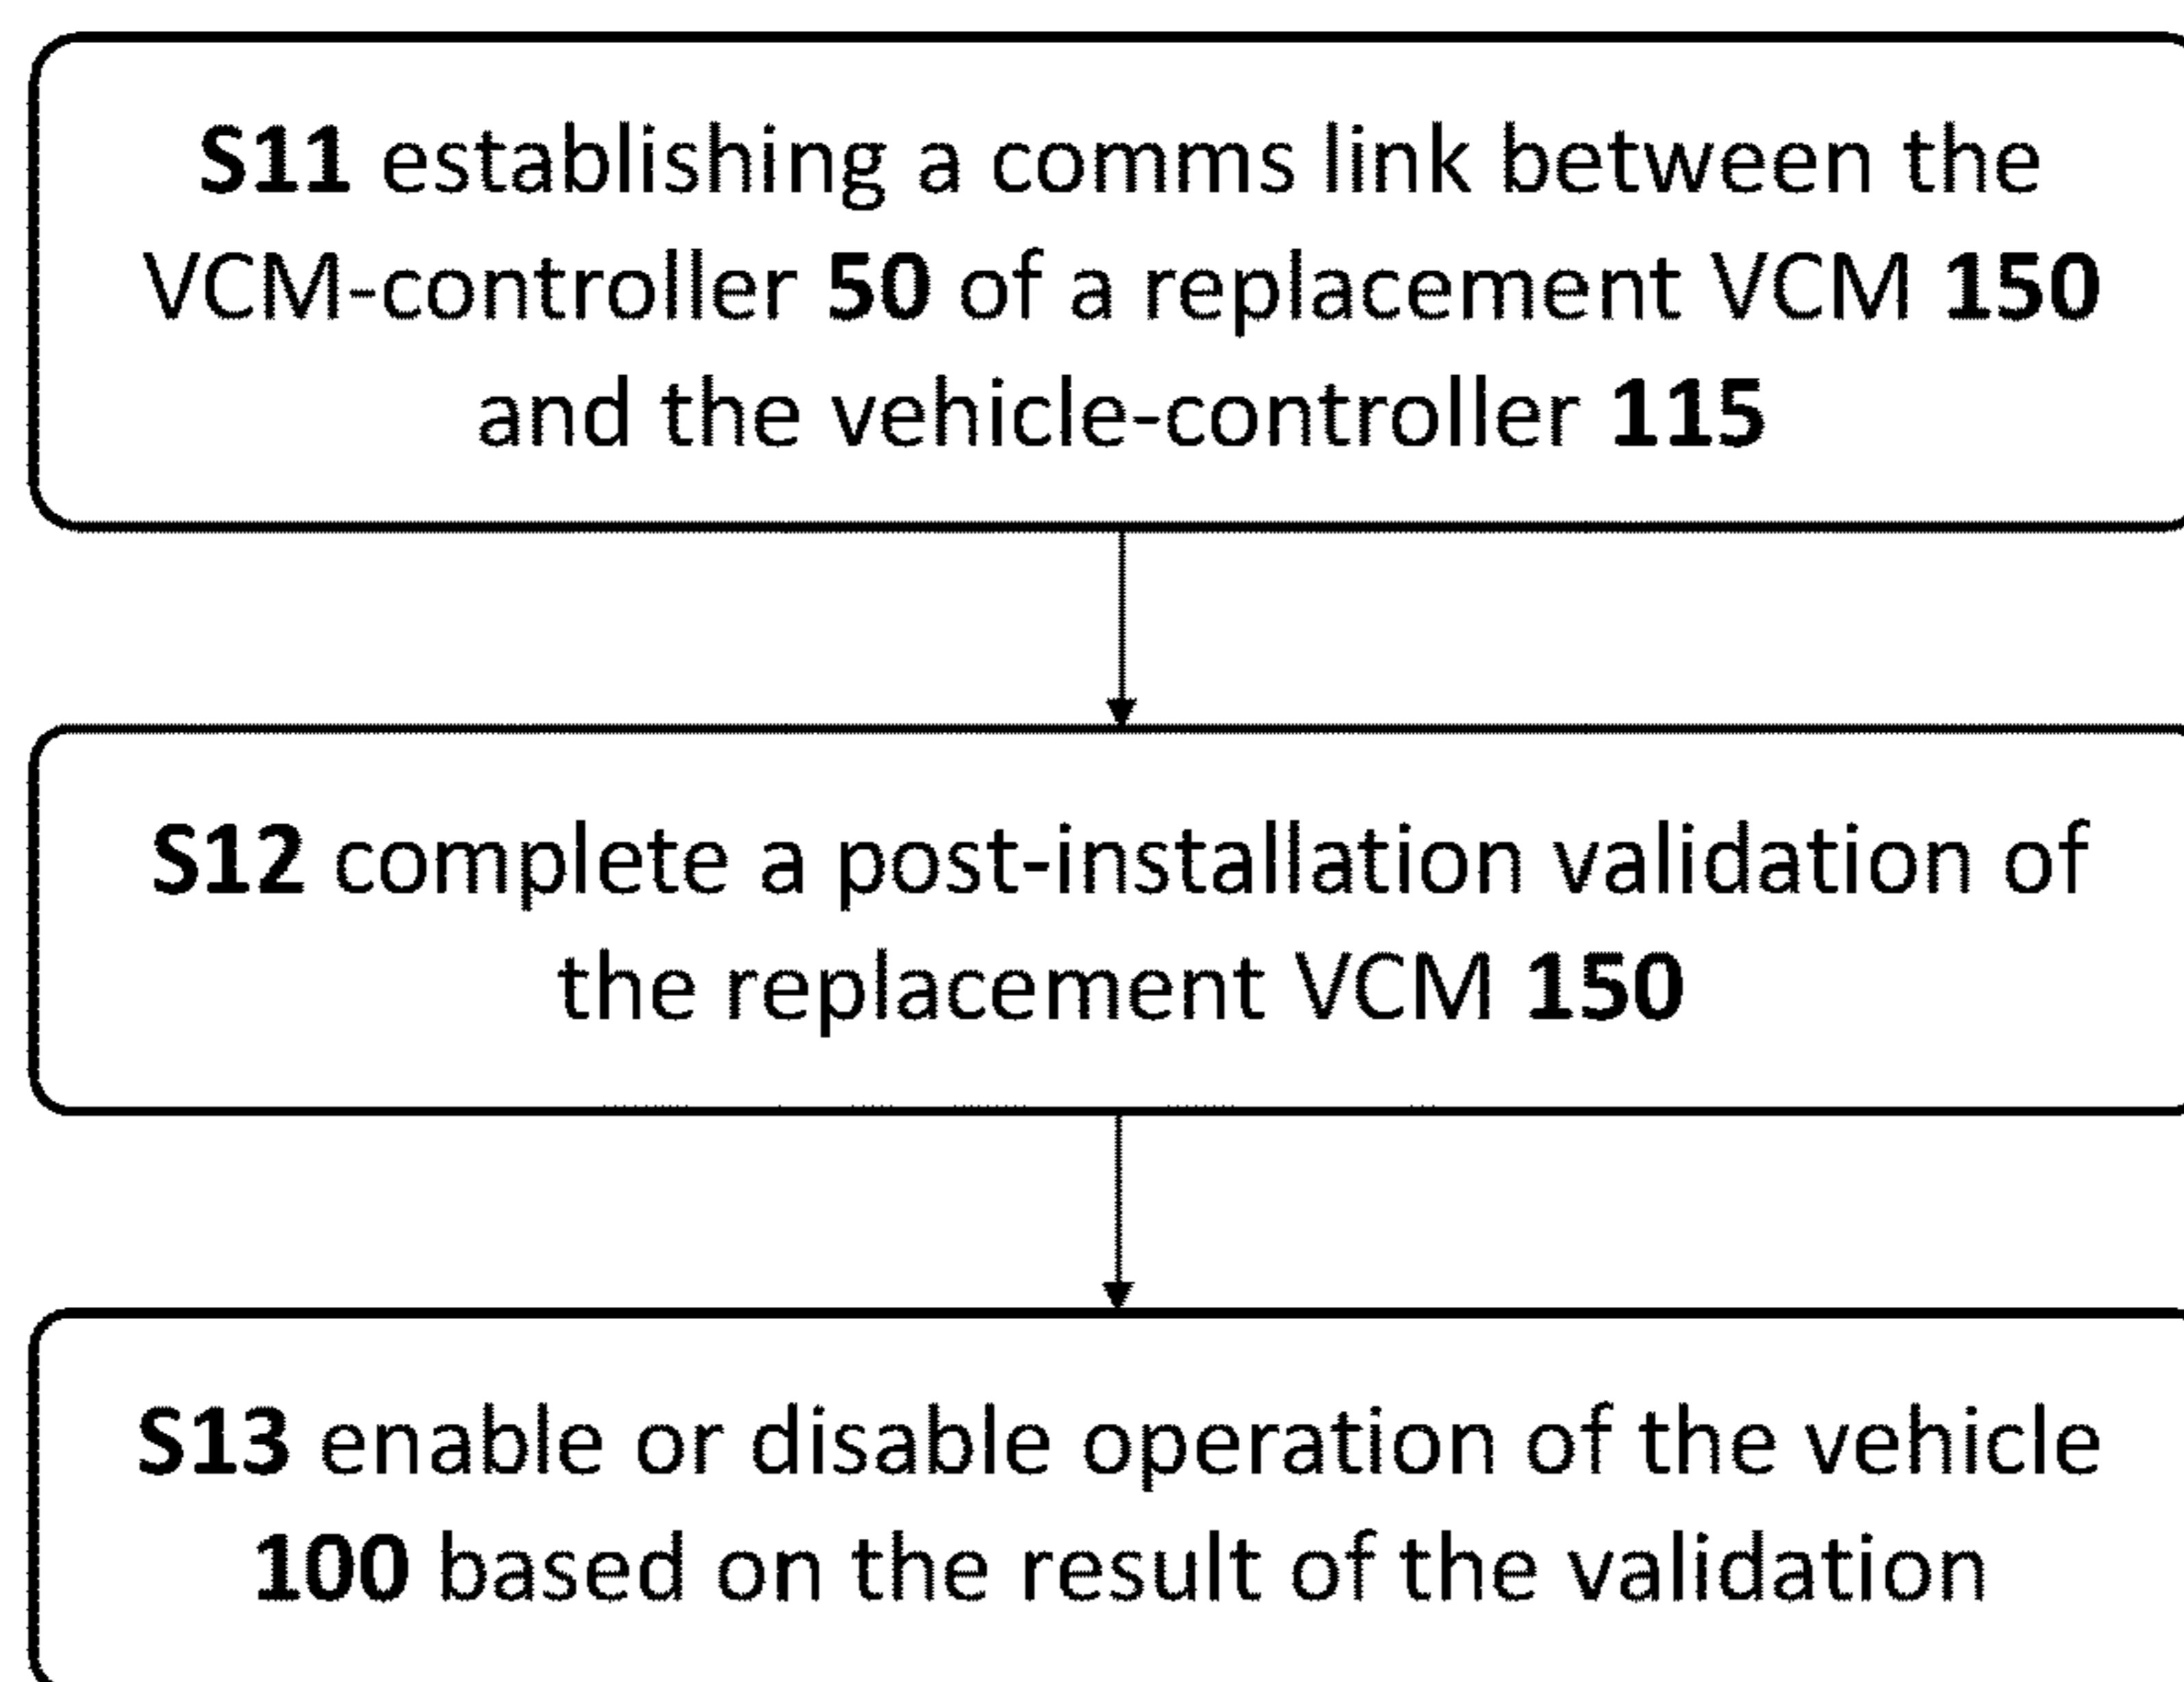 S11 establishing a comms link between the
VCM-controller 50 of a replacement VCM 150
and the vehicle-controller 115
S12 complete a post-installation validation of
the replacement VCM 150
S13 enable or disable operation of the vehicle
100 based on the result of the validation